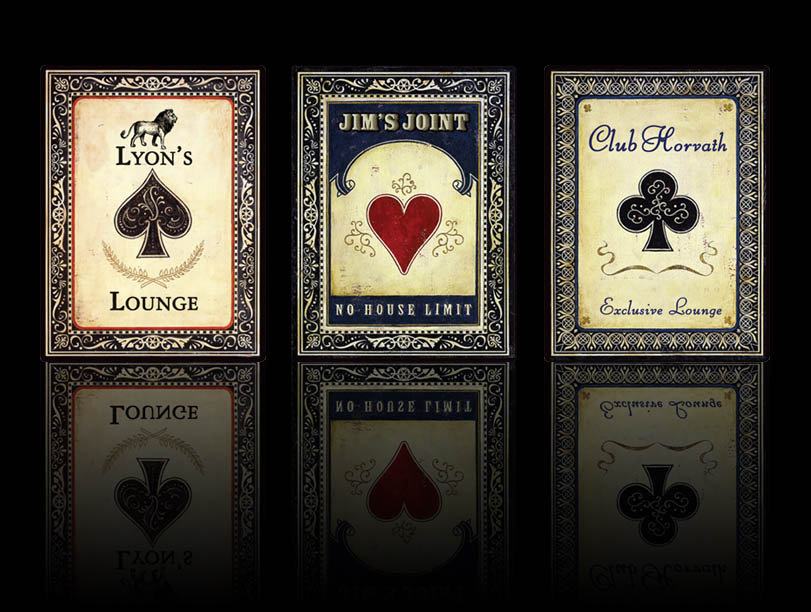 LYON'S
LOUNGE
JIM'S JOINT
NO HOUSE LIMIT
Club Horvath
Exclusive Lounge